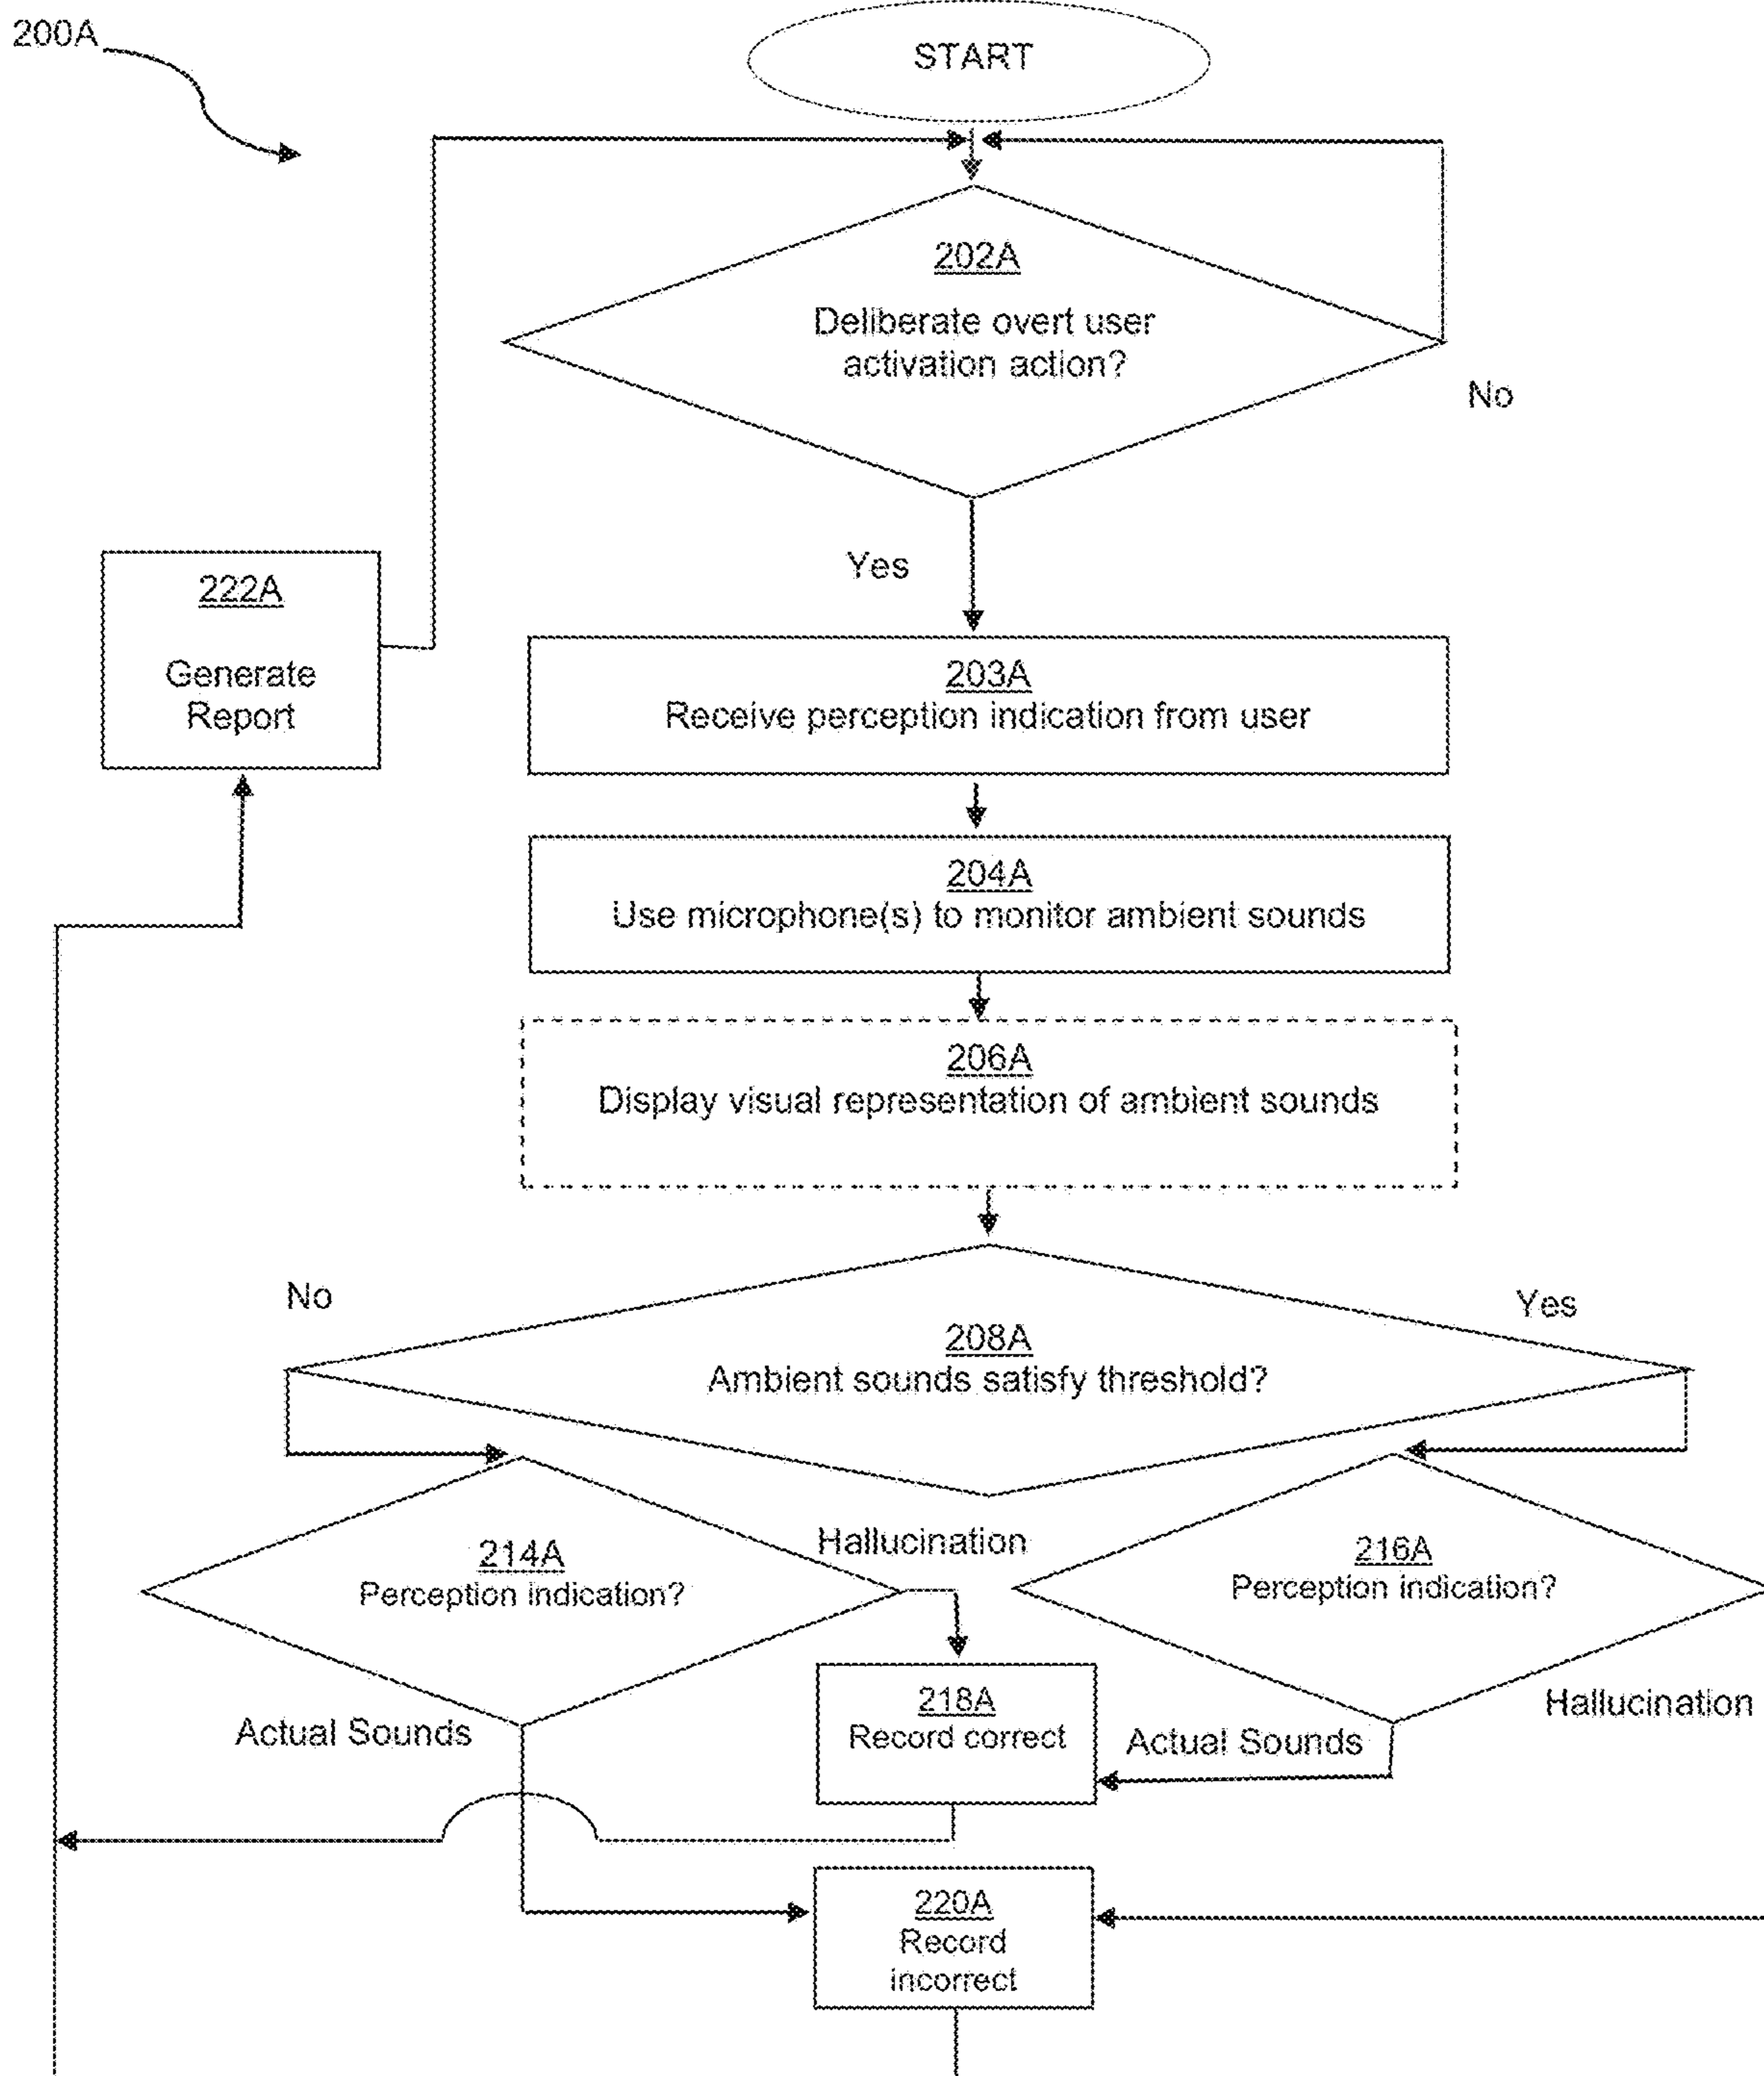 200A
START
202A
Deliberate overt user
activation action?
No
Yes
222A
Generate
Report
203A
Receive perception indication from user
204A
Use microphone(s) to monitor ambient sounds
206A
Display visual representation of ambient sounds
No
Yes
208A
Ambient sounds satisfy threshold?
Hallucination
214A
Perception indication?
216A
Perception indication?
218A
Record correct
Hallucination
Actual Sounds
Actual Sounds
220A
Record
incorrect